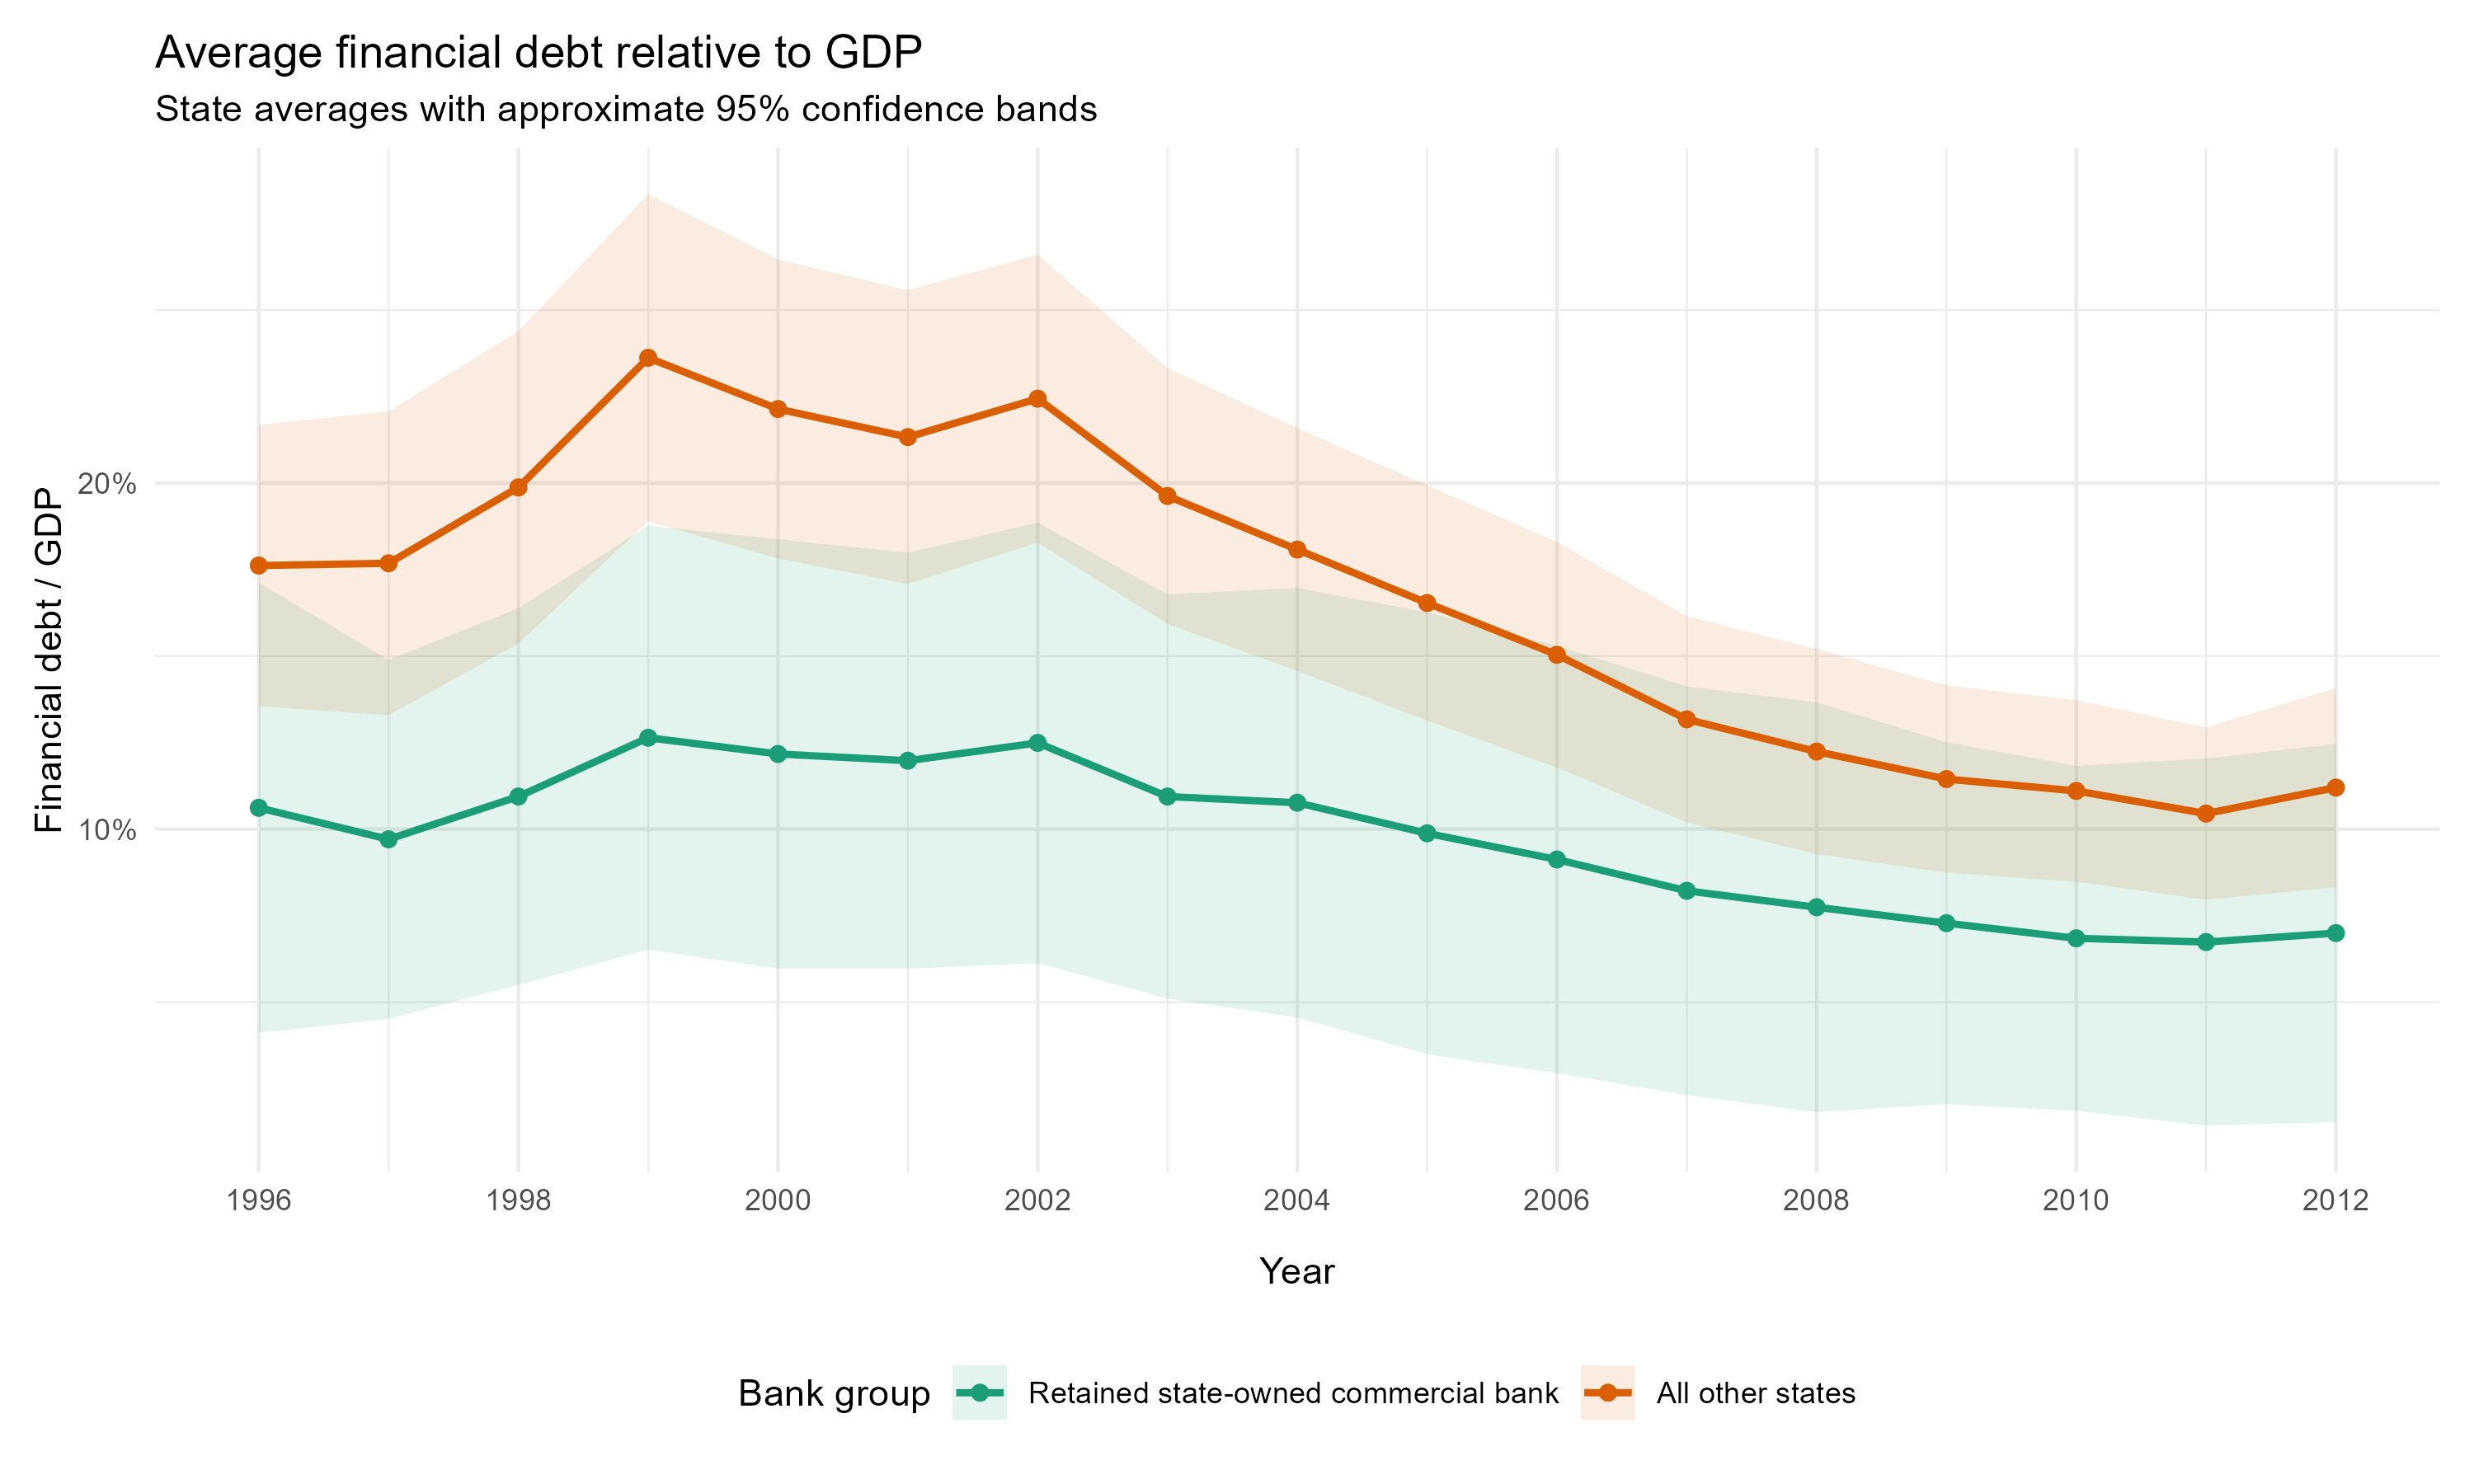 Average financial debt relative to GDP
State averages with approximate 95% confidence bands
Financial debt / GDP
20%
10%
1996 1998 2000 2002 2004 2006 2008 2010 2012
Year
Bank group Retained state-owned commercial bank All other states